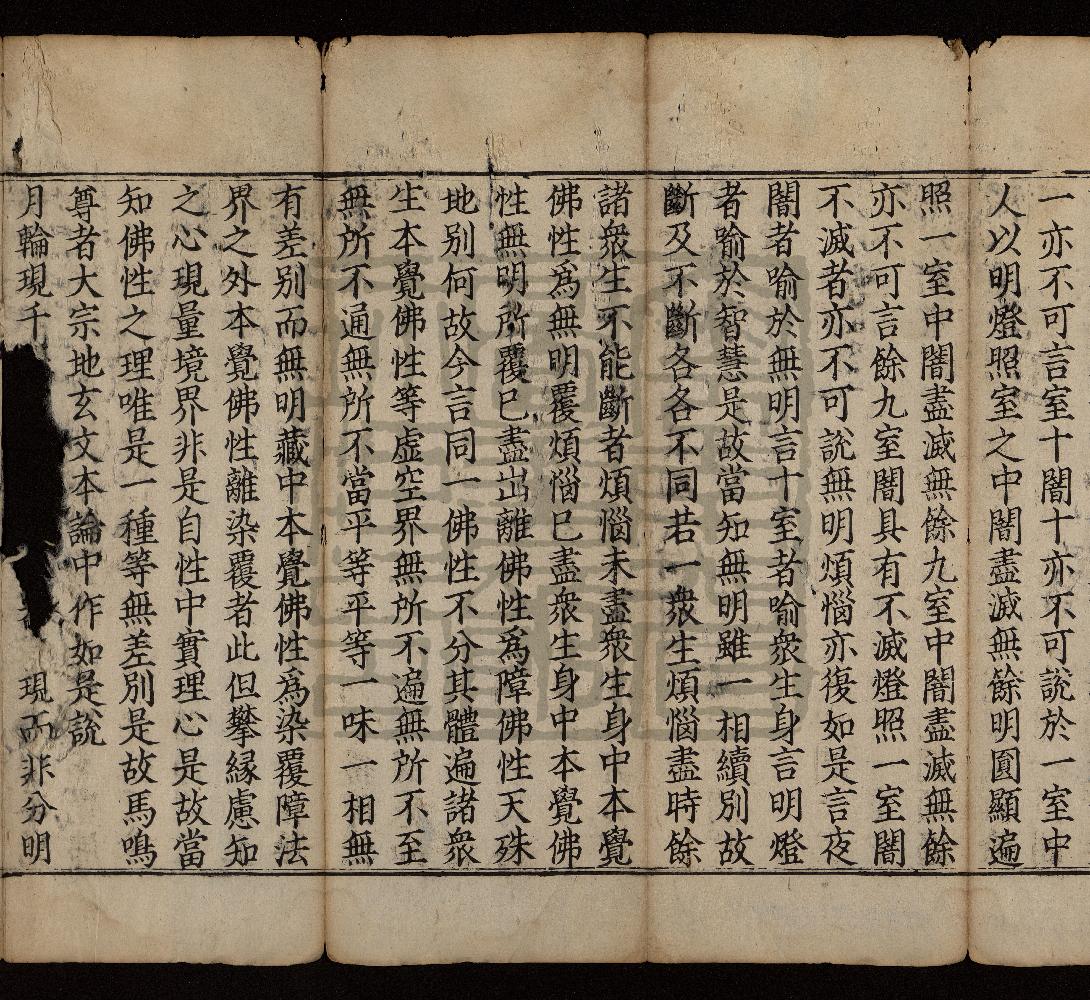 一亦不可言室十闇十亦不可說於一室中
人以明燈照室之中闇盡滅無餘明圓顯遍
照一室中闇盡滅無餘九室中闇盡滅無餘
亦不可言餘九室闇具有不滅燈照一室闇
不滅者亦不可說無明煩惱亦復如是言夜
闇者喻於無明言十室者喻衆生身言明燈
者喻於智慧是故當知無明雖一相續別故
斷及不斷各各不同若一衆生煩惱盡時餘
諸衆生不能斷者煩惱未盡衆生身中本覺
佛性爲無明覆煩惱已盡衆生身中本覺佛
性無明所覆已盡出離佛性爲障佛性天殊
地别何故今言同一佛性不分其體遍諸衆
生本覺佛性等虛空界無所不遍無所不至
無所不通無所不當平等平等一味一相無
有差别而無明藏中本覺佛性爲染覆障法
界之外本覺佛性離染覆者此但攀縁慮知
之心現量境界非是自性中實理心是故當
知佛性之理唯是一種等無差別是故馬鳴
尊者大宗地玄文本論中作如是說
月輪現千 現而非分明